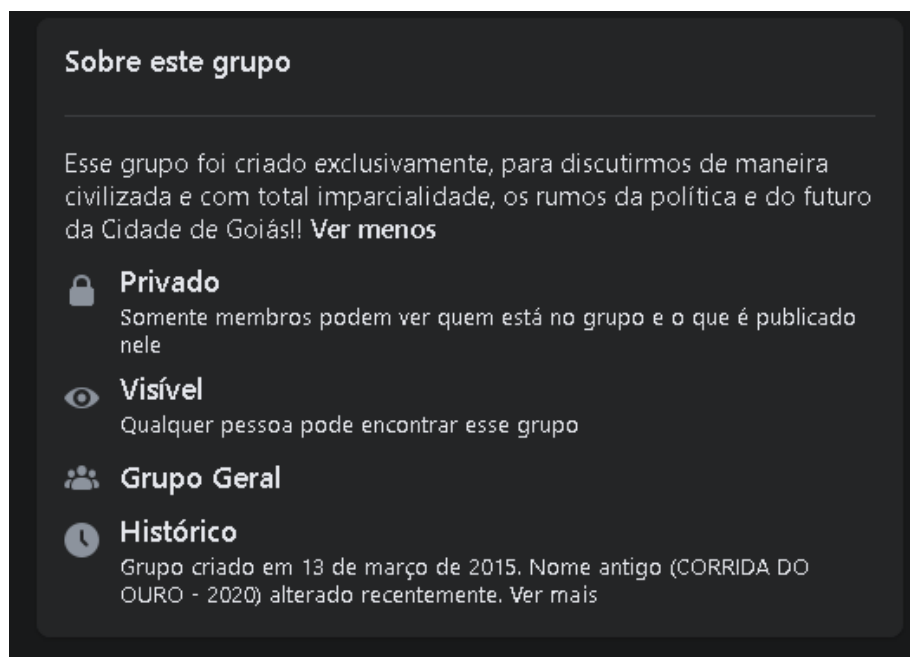 Sobre este grupo
Esse grupo foi criado exclusivamente, para discutirmos de maneira
civilizada e com total imparcialidade, os rumos da política e do futuro
da Cidade de Goiás!! Ver menos
Privado
Somente membros podem ver quem está no grupo e o que é publicado
nele
Visível
Qualquer pessoa pode encontrar esse grupo
Grupo Geral
Histórico
Grupo criado em 13 de março de 2015. Nome antigo (CORRIDA DO
OURO - 2020) alterado recentemente. Ver mais